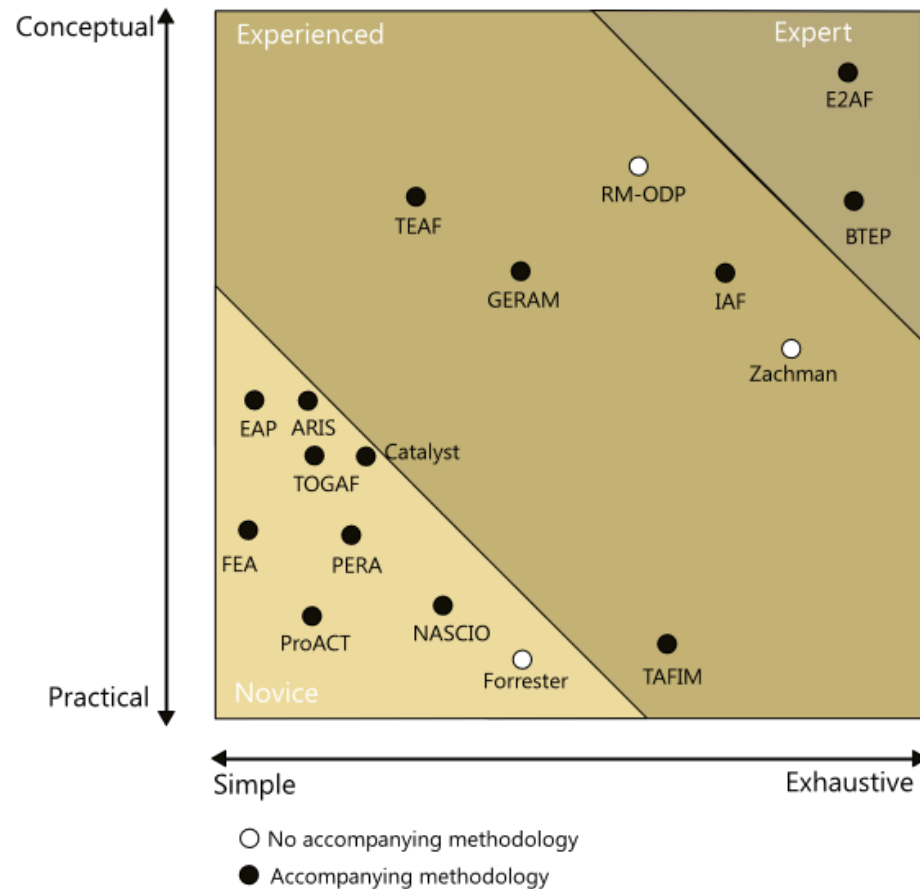 Conceptual
Experienced
Expert
E2AF
RM-ODP
TEAF
BTEP
GERAM
IAF
Zachman
EAP
ARIS
Catalyst
TOGAF
FEA
PERA
ProACT
NASCIO
Forrester
TAFIM
Practical
Novice
Simple
Exhaustive
No accompanying methodology
Accompanying methodology